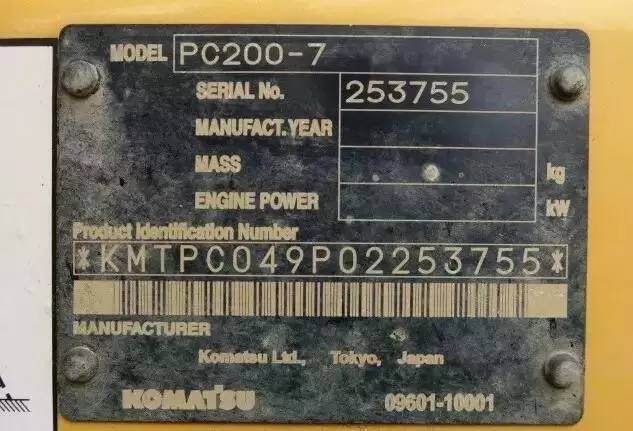 MODEL PC200-7
SERIAL No. 253755
MANUFACT. YEAR
MASS kg
ENGINE POWER kW
Product Identification Number
*KMTPC049P02253755*
MANUFACTURER
Komatsu Ltd., Tokyo, Japan
KOMATSU 09601-10001